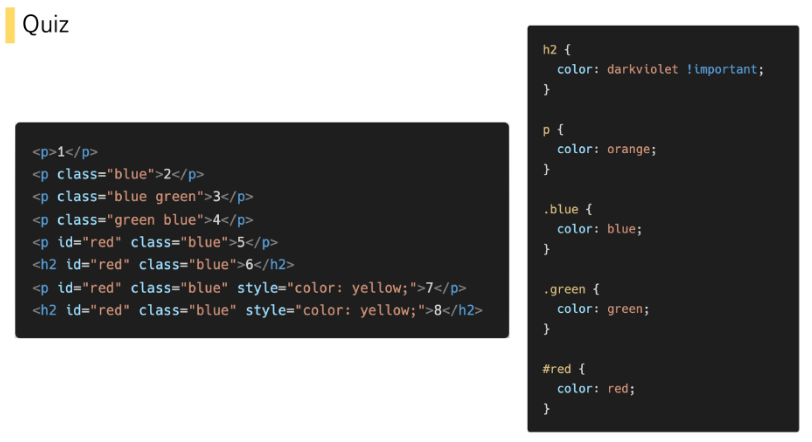 Quiz
<p>1</p>
<p class="blue">2</p>
<p class="blue green">3</p>
<p class="green blue">4</p>
<p id="red" class="blue">5</p>
<h2 id="red" class="blue">6</h2>
<p id="red" class="blue" style="color: yellow;">7</p>
<h2 id="red" class="blue" style="color: yellow;">8</h2>
h2 {
  color: darkviolet !important;
}
p {
  color: orange;
}
.blue {
  color: blue;
}
.green {
  color: green;
}
#red {
  color: red;
}